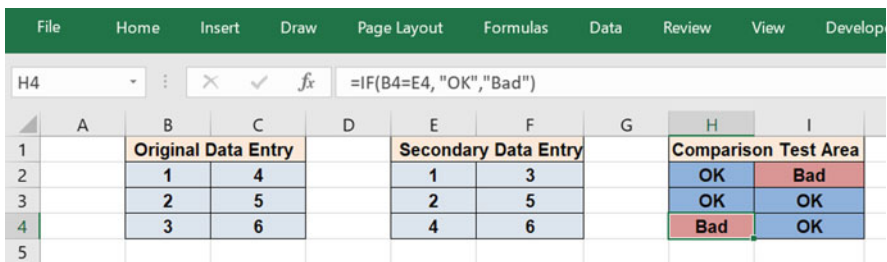 File Home Insert Draw Page Layout Formulas Data Review View Develope
H4 fx =IF(B4=E4, "OK","Bad")
A B C D E F G H I
1 Original Data Entry Secondary Data Entry Comparison Test Area
2 1 4 1 3 OK Bad
3 2 5 2 5 OK OK
4 3 6 4 6 Bad OK
5